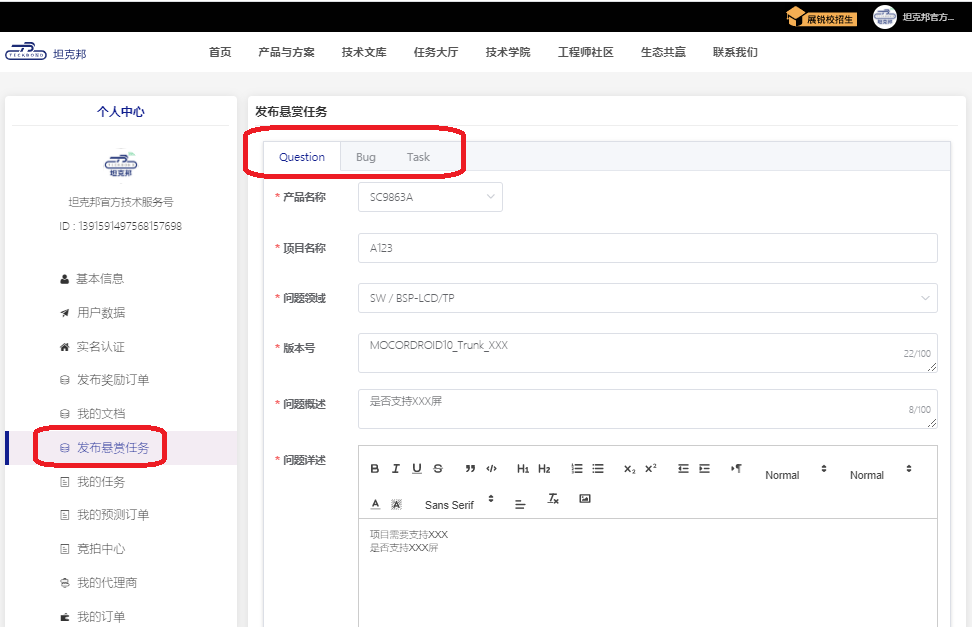 展锐校招生
坦克邦官方...
坦克邦
首页 产品与方案 技术文库 任务大厅 技术学院 工程师社区 生态共赢 联系我们
个人中心
坦克邦
坦克邦官方技术服务号
ID : 1391591497568157698
基本信息
用户数据
实名认证
发布奖励订单
我的文档
发布悬赏任务
我的任务
我的预测订单
竞拍中心
我的代理商
我的订单
发布悬赏任务
Question Bug Task
* 产品名称 SC9863A
* 项目名称 A123
* 问题领域 SW / BSP-LCD/TP
* 版本号 MOCORDROID10_Trunk_XXX
22/100
* 问题概述 是否支持XXX屏
8/100
* 问题详述
B I U S H1 H2 X2 X2 Normal Normal
A A Sans Serif Tx
项目需要支持XXX
是否支持XXX屏